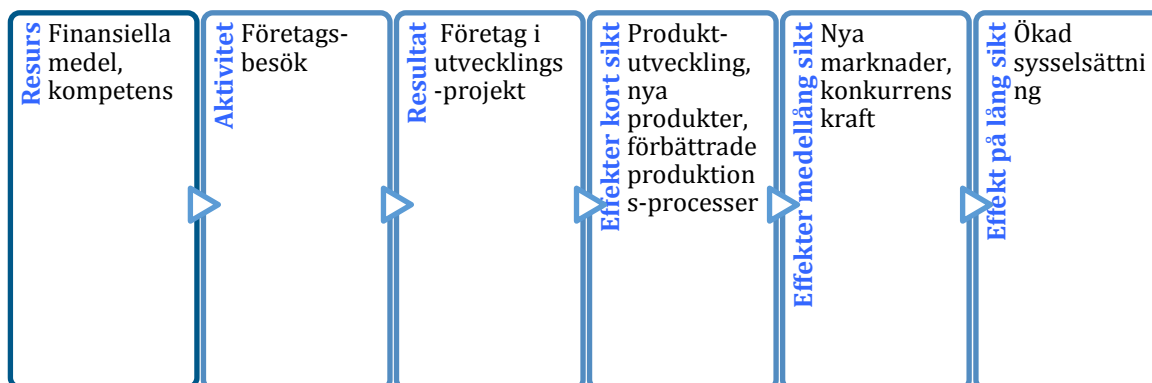 Resurs
Finansiella
medel,
kompetens
Aktivitet
Företags-
besök
Resultat
Företag i
utvecklings
-projekt
Effekter kort sikt
Produkt-
utveckling,
nya
produkter,
förbättrade
produktion
s-processer
Effekter medellång sikt
Nya
marknader,
konkurrens
kraft
Effekt på lång sikt
Ökad
sysselsättni
ng